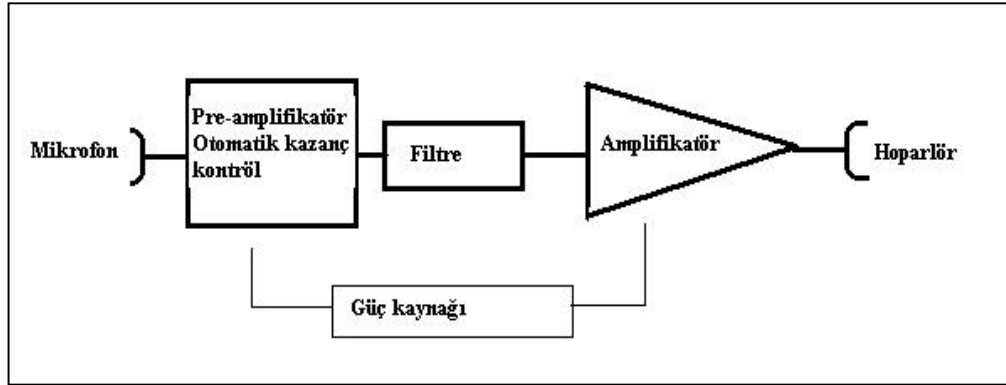 Mikrofon
Pre-amplifikatör
Otomatik kazanç
kontröl
Filtre
Amplifikatör
Hoparlör
Güç kaynağı